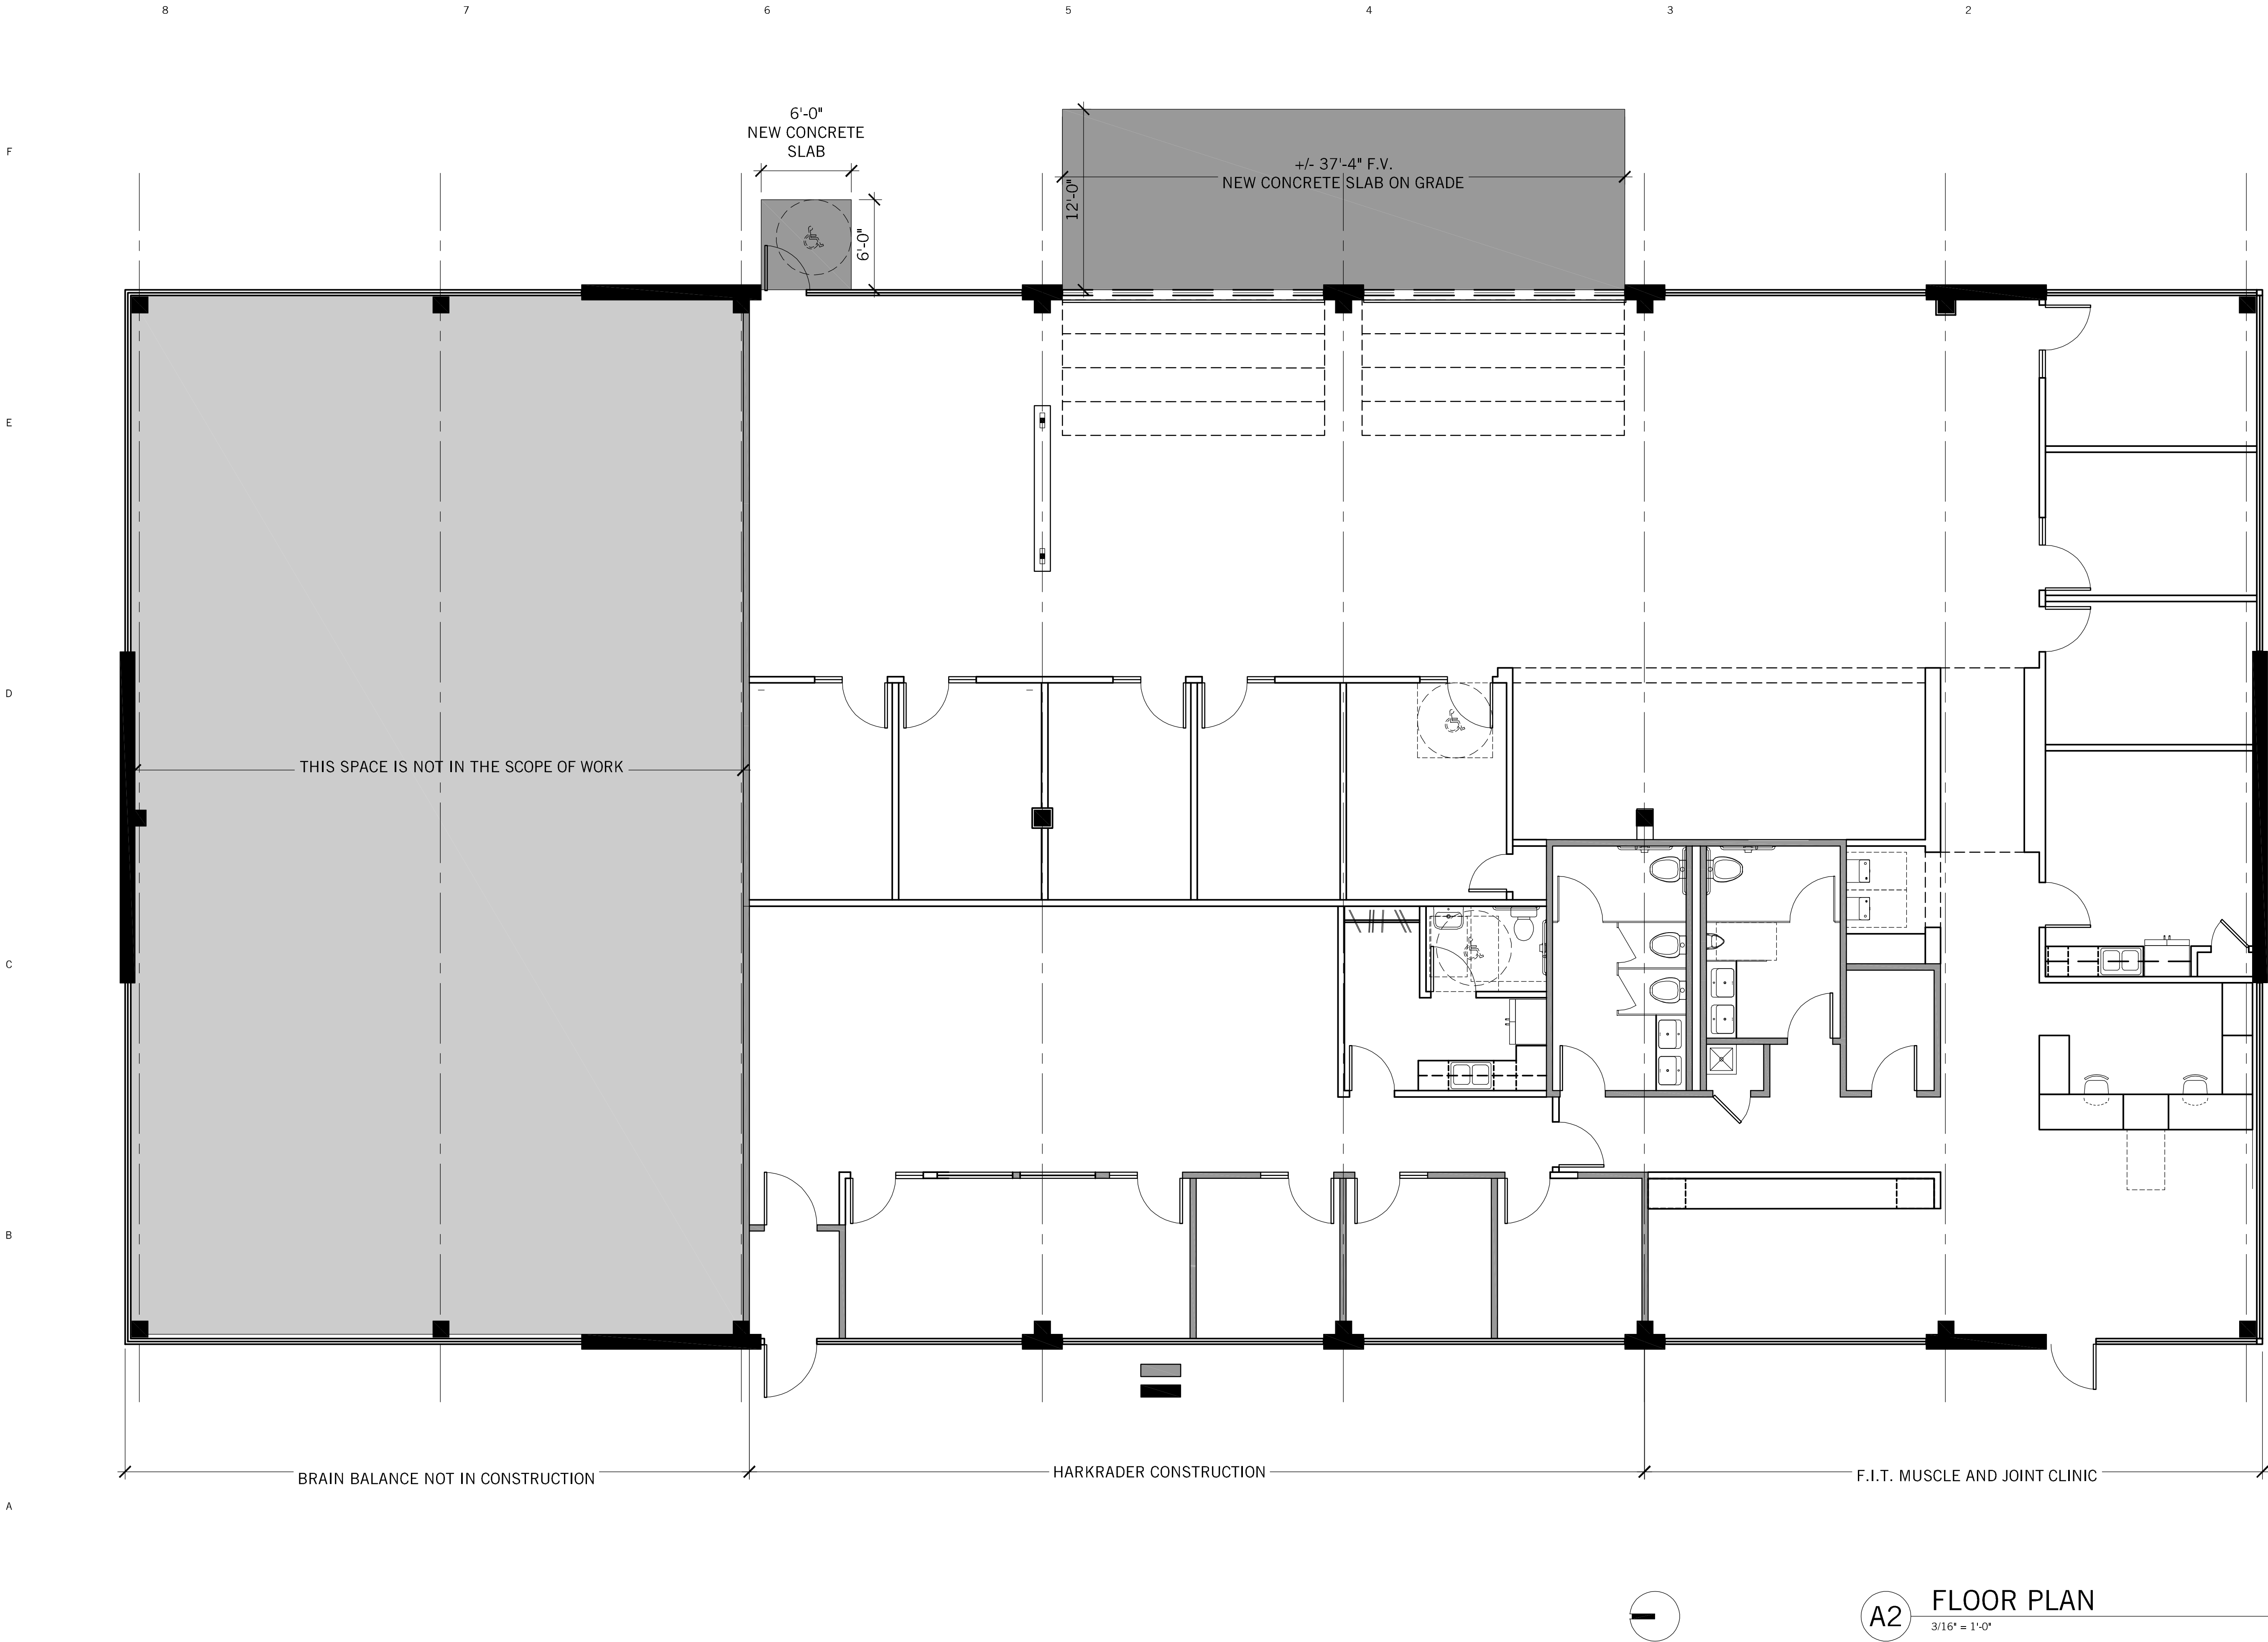 8 7 6 5 4 3 2
6'-0"
NEW CONCRETE
SLAB
F
+/- 37'-4" F.V.
NEW CONCRETE SLAB ON GRADE
12'-0"
6'-0"
E
D
THIS SPACE IS NOT IN THE SCOPE OF WORK
C
B
BRAIN BALANCE NOT IN CONSTRUCTION
HARKRADER CONSTRUCTION
F.I.T. MUSCLE AND JOINT CLINIC
A
A2
FLOOR PLAN
3/16" = 1'-0"